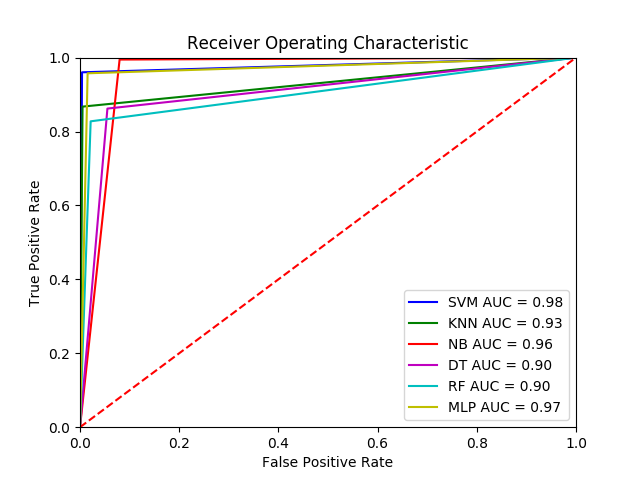 Receiver Operating Characteristic
True Positive Rate
1.0
0.8
0.6
0.4
0.2
0.0
SVM AUC = 0.98
KNN AUC = 0.93
NB AUC = 0.96
DT AUC = 0.90
RF AUC = 0.90
MLP AUC = 0.97
0.0 0.2 0.4 0.6 0.8 1.0
False Positive Rate